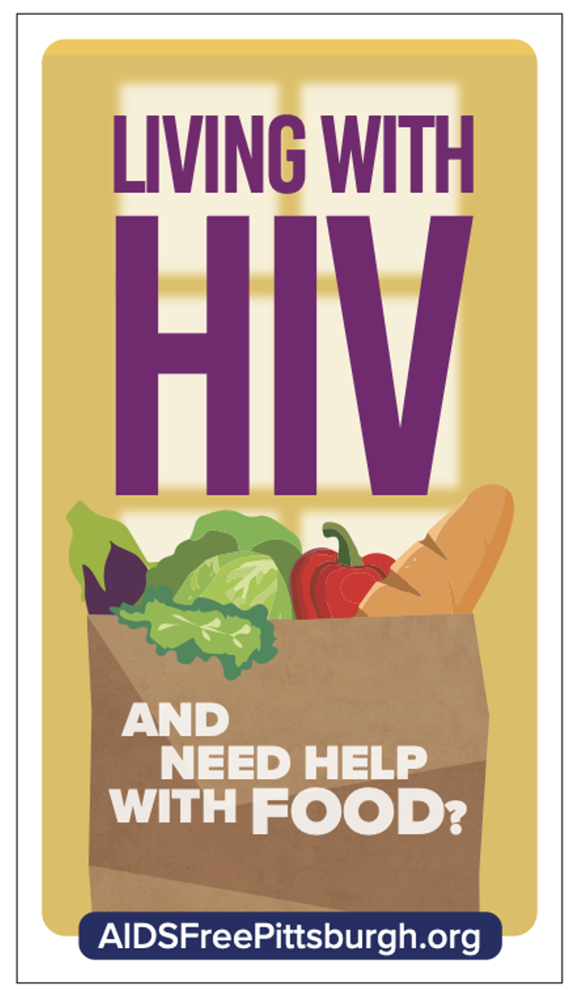 LIVING WITH
HIV
AND
NEED HELP
WITH FOOD?
AIDSFreePittsburgh.org